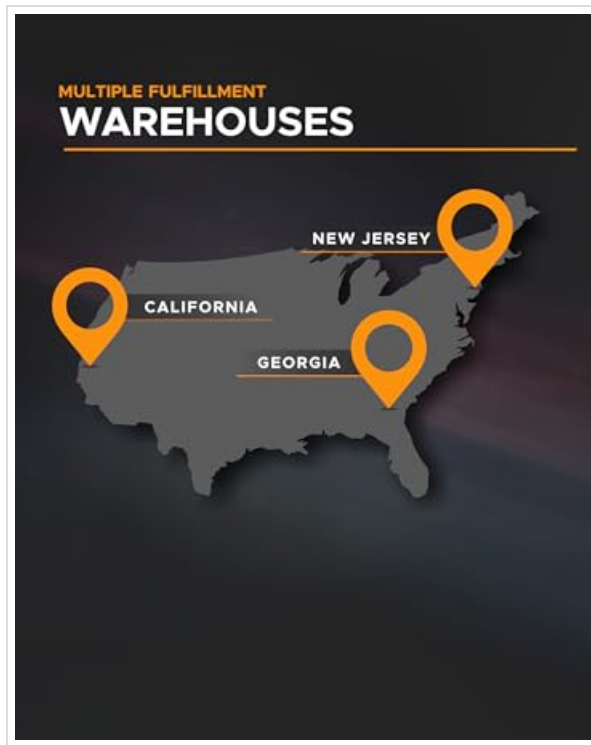 MULTIPLE FULFILLMENT
WAREHOUSES
NEW JERSEY
CALIFORNIA
GEORGIA